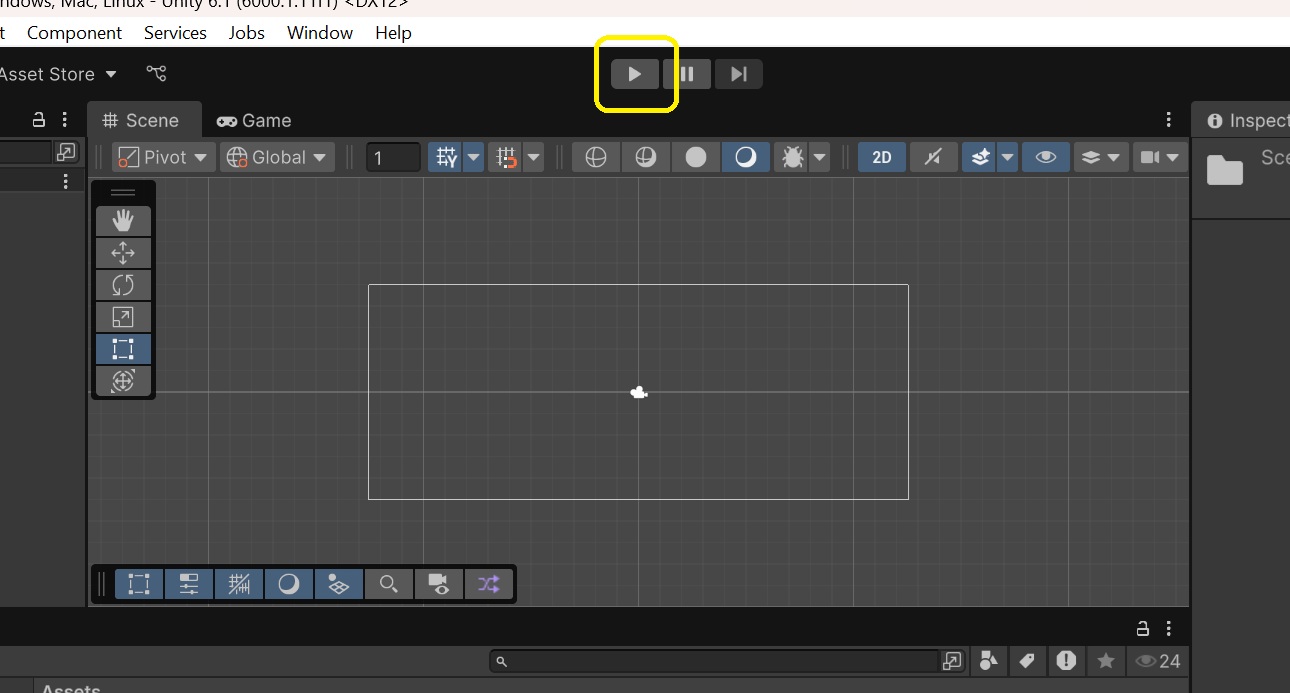 ndows, Mac, Linux - Unity 6.1 (6000.1.11f1) <DX12>
t Component Services Jobs Window Help
Asset Store
Scene Game Inspect
Pivot Global 1 2D Sce
24
Assets